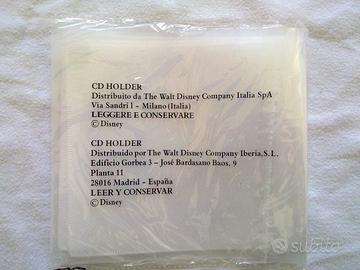 CD HOLDER
Distribuito da The Walt Disney Company Italia SpA
Via Sandri 1 - Milano (Italia)
LEGGERE E CONSERVARE
© Disney
CD HOLDER
Distribuido por The Walt Disney Company Iberia, S.L.
Edificio Gorbea 3 - José Bardasano Baos, 9
Planta 11
28016 Madrid - España
LEER Y CONSERVAR
© Disney
subito